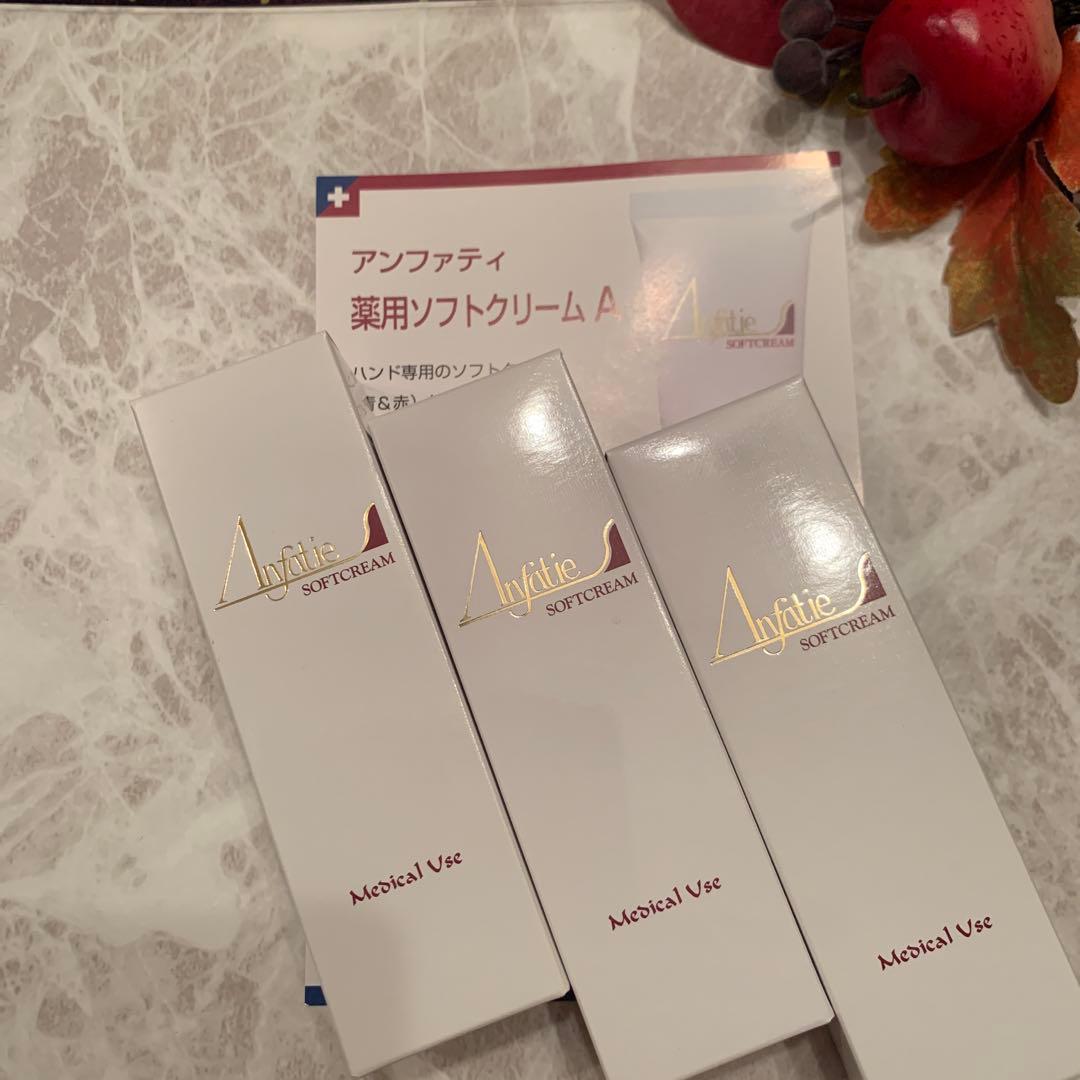 アンファティ
薬用ソフトクリーム A
Anfatie
SOFTCREAM
ハンド専用のソフト
青&赤)
Anfatie
SOFTCREAM
Anfatie
SOFTCREAM
Anfatie
SOFTCREAM
Medical Use
Medical Use
Medical Use